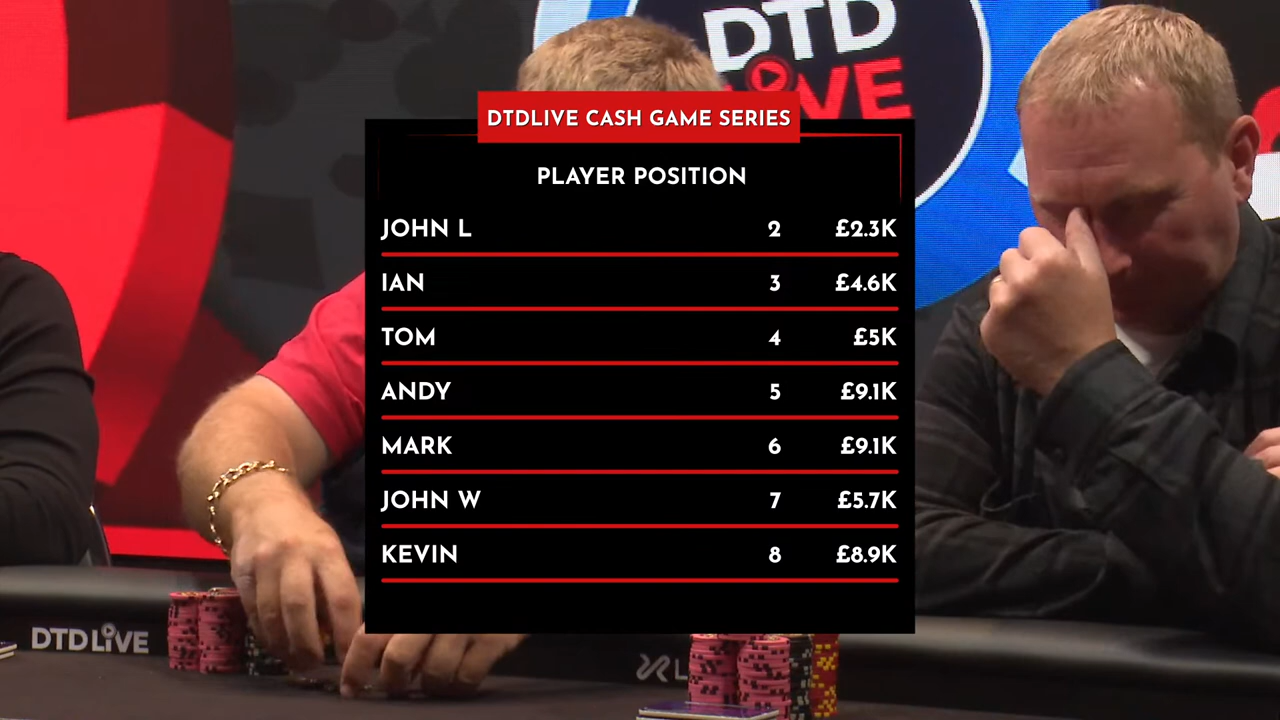 DTD
LIVE
DTDLIVE CASH GAME SERIES
PLAYER POSITION
JOHN L 2 £2.3K
IAN 3 £4.6K
TOM 4 £5K
ANDY 5 £9.1K
MARK 6 £9.1K
JOHN W 7 £5.7K
KEVIN 8 £8.9K
DTDLIVE